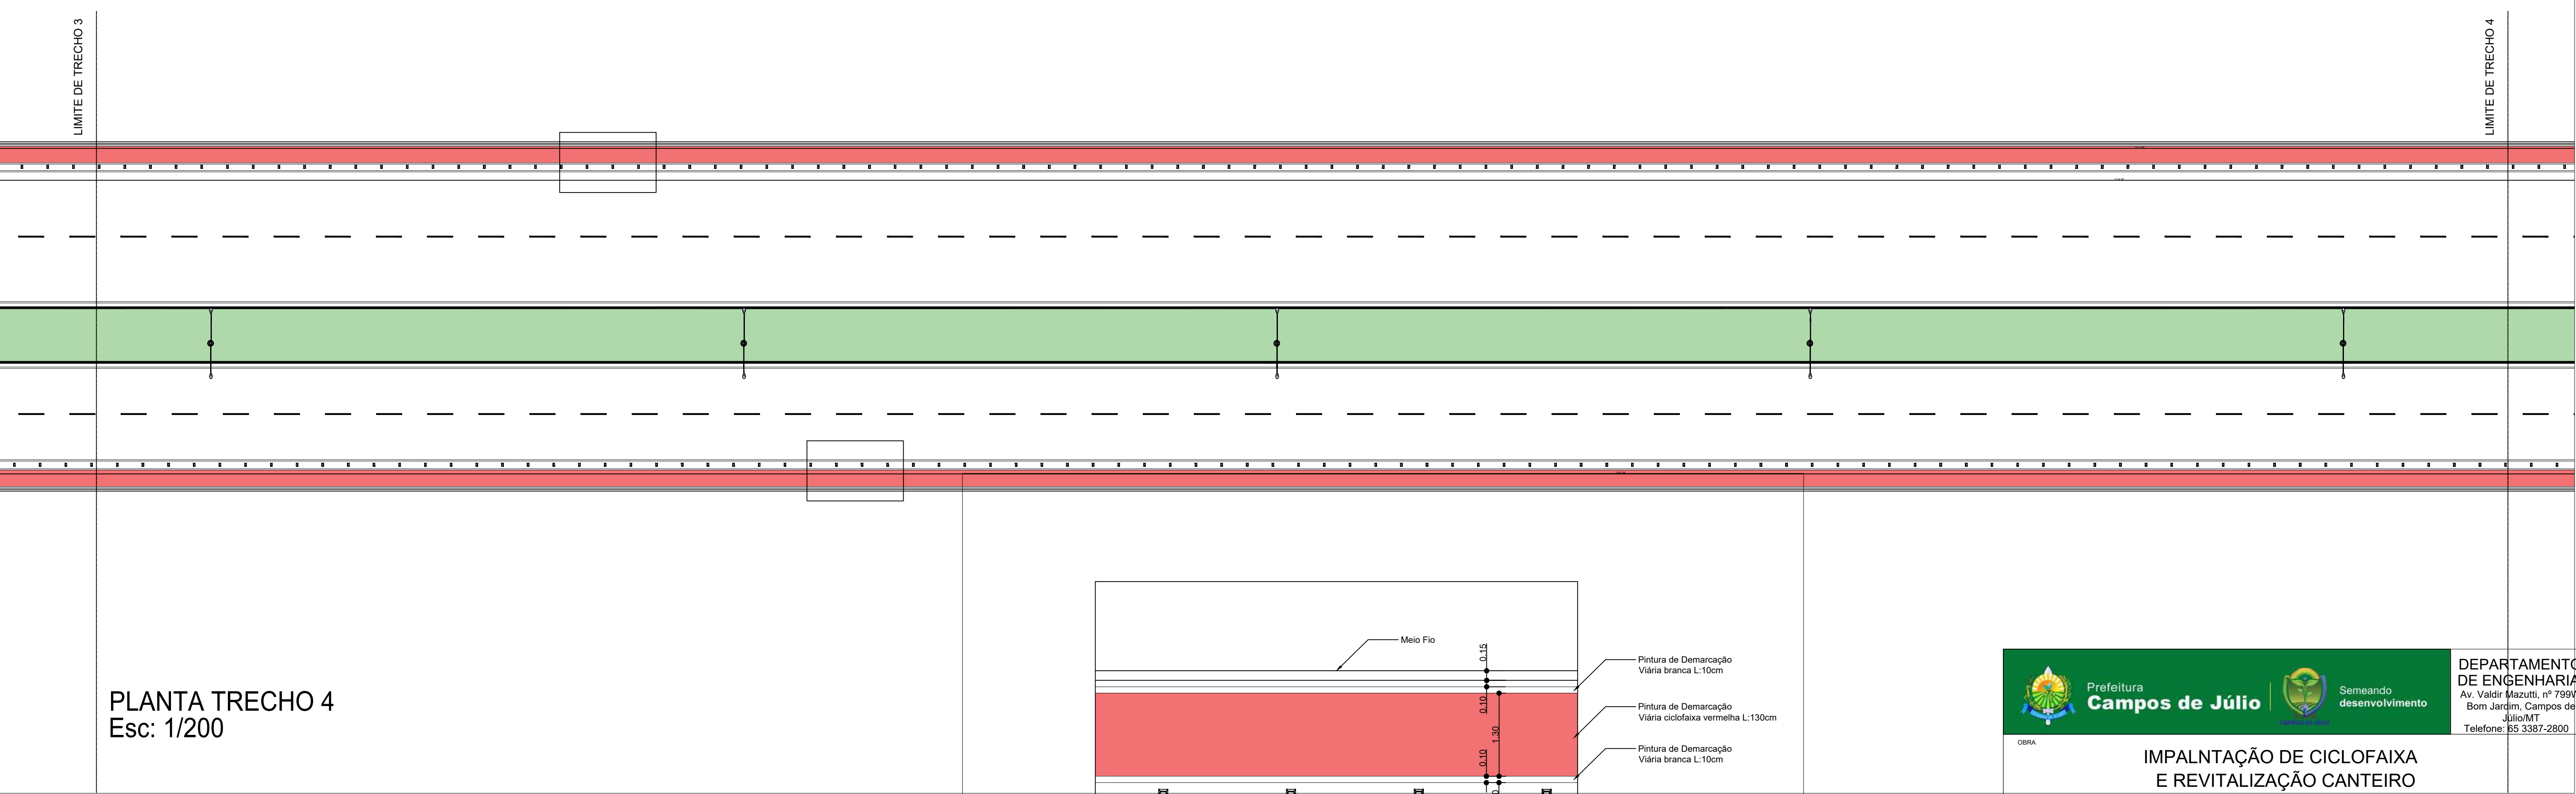 LIMITE DE TRECHO 3
LIMITE DE TRECHO 4
PLANTA TRECHO 4
Esc: 1/200
Meio Fio
0.15
0.10
1.30
0.10
Pintura de Demarcação
Viária branca L:10cm
Pintura de Demarcação
Viária ciclofaixa vermelha L:130cm
Pintura de Demarcação
Viária branca L:10cm
Prefeitura
Campos de Júlio
Semeando
desenvolvimento
CAMPOS DE JÚLIO
DEPARTAMENTO
DE ENGENHARIA
Av. Valdir Mazutti, nº 799W
Bom Jardim, Campos de
Júlio/MT
Telefone: 65 3387-2800
OBRA
IMPALNTAÇÃO DE CICLOFAIXA
E REVITALIZAÇÃO CANTEIRO